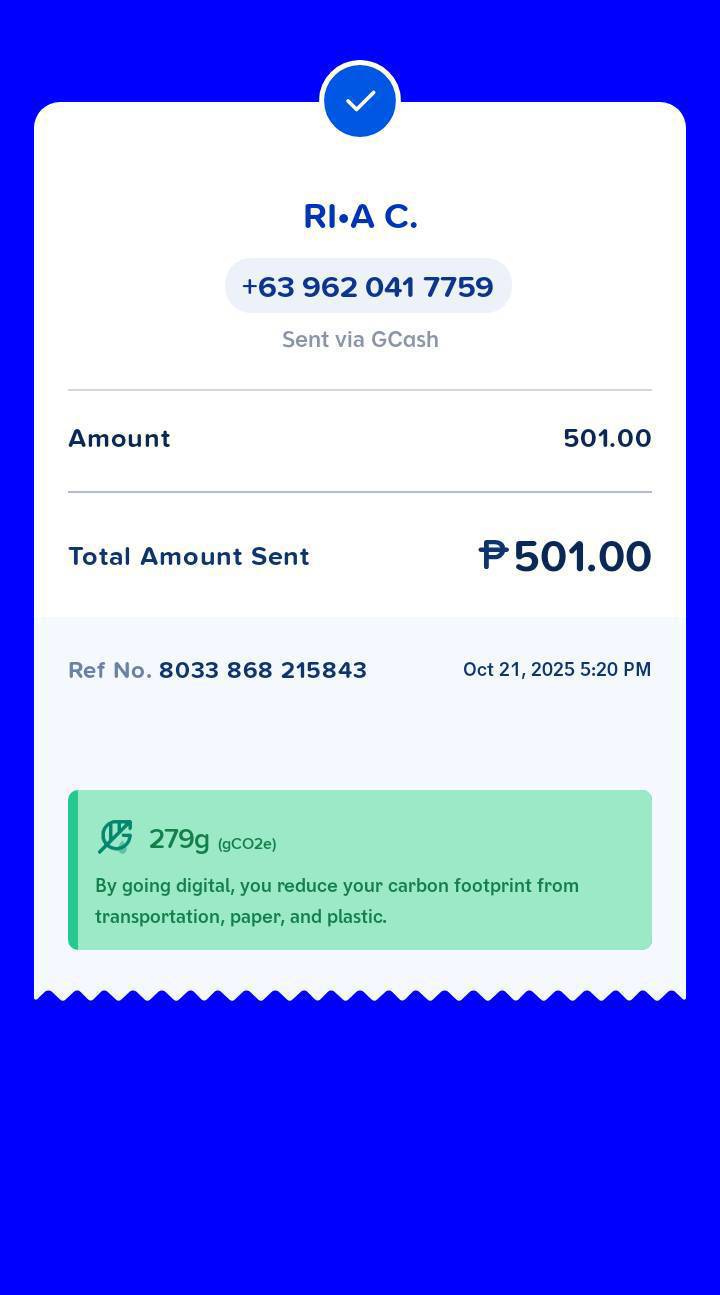 RI•A C.
+63 962 041 7759
Sent via GCash
Amount 501.00
Total Amount Sent ₱501.00
Ref No. 8033 868 215843 Oct 21, 2025 5:20 PM
279g (gCO2e)
By going digital, you reduce your carbon footprint from
transportation, paper, and plastic.